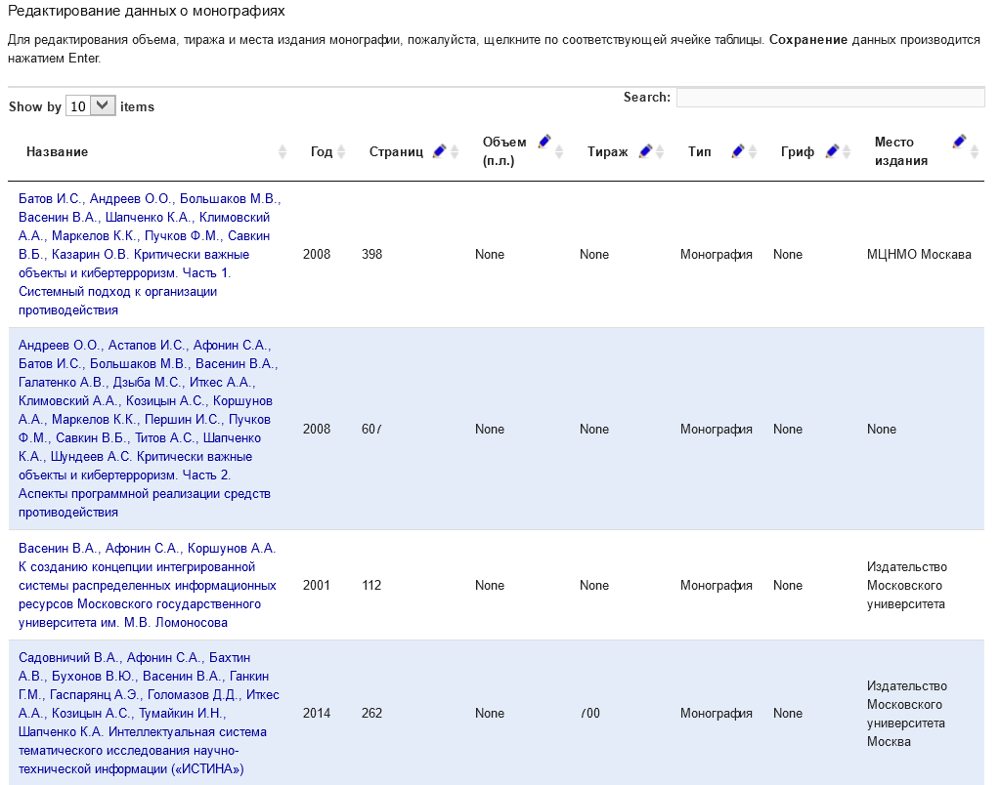 Редактирование данных о монографиях
Для редактирования объема, тиража и места издания монографии, пожалуйста, щелкните по соответствующей ячейке таблицы. Сохранение данных производится
нажатием Enter.
Show by 10 items
Search:
Название Год Страниц Объем (п.л.) Тираж Тип Гриф Место издания
Батов И.С., Андреев О.О., Большаков М.В.,
Васенин В.А., Шапченко К.А., Климовский
А.А., Маркелов К.К., Пучков Ф.М., Савкин
В.Б., Казарин О.В. Критически важные
объекты и кибертерроризм. Часть 1.
Системный подход к организации
противодействия
2008 398 None None Монография None МЦНМО Москава
Андреев О.О., Астапов И.С., Афонин С.А.,
Батов И.С., Большаков М.В., Васенин В.А.,
Галатенко А.В., Дзыба М.С., Иткес А.А.,
Климовский А.А., Козицын А.С., Коршунов
А.А., Маркелов К.К., Першин И.С., Пучков
Ф.М., Савкин В.Б., Титов А.С., Шапченко
К.А., Шундеев А.С. Критически важные
объекты и кибертерроризм. Часть 2.
Аспекты программной реализации средств
противодействия
2008 607 None None Монография None None
Васенин В.А., Афонин С.А., Коршунов А.А.
К созданию концепции интегрированной
системы распределенных информационных
ресурсов Московского государственного
университета им. М.В. Ломоносова
2001 112 None None Монография None
Издательство
Московского
университета
Садовничий В.А., Афонин С.А., Бахтин
А.В., Бухонов В.Ю., Васенин В.А., Ганкин
Г.М., Гаспарянц А.Э., Голомазов Д.Д., Иткес
А.А., Козицын А.С., Тумайкин И.Н.,
Шапченко К.А. Интеллектуальная система
тематического исследования научно-
технической информации («ИСТИНА»)
2014 262 None 700 Монография None
Издательство
Московского
университета
Москва